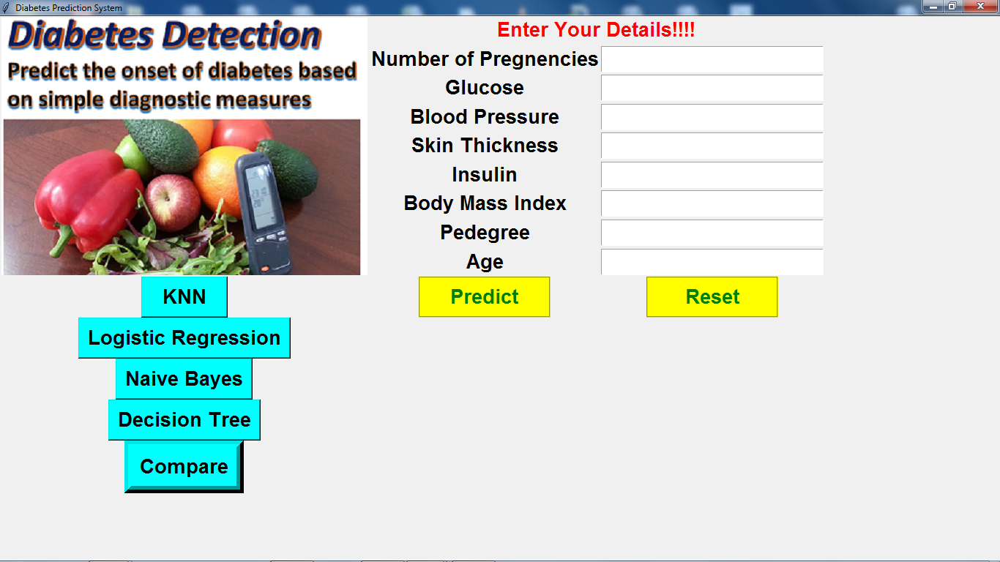 Diabetes Prediction System
Diabetes Detection
Predict the onset of diabetes based
on simple diagnostic measures
Enter Your Details!!!!
Number of Pregnencies
Glucose
Blood Pressure
Skin Thickness
Insulin
Body Mass Index
Pedegree
Age
KNN
Predict
Reset
Logistic Regression
Naive Bayes
Decision Tree
Compare